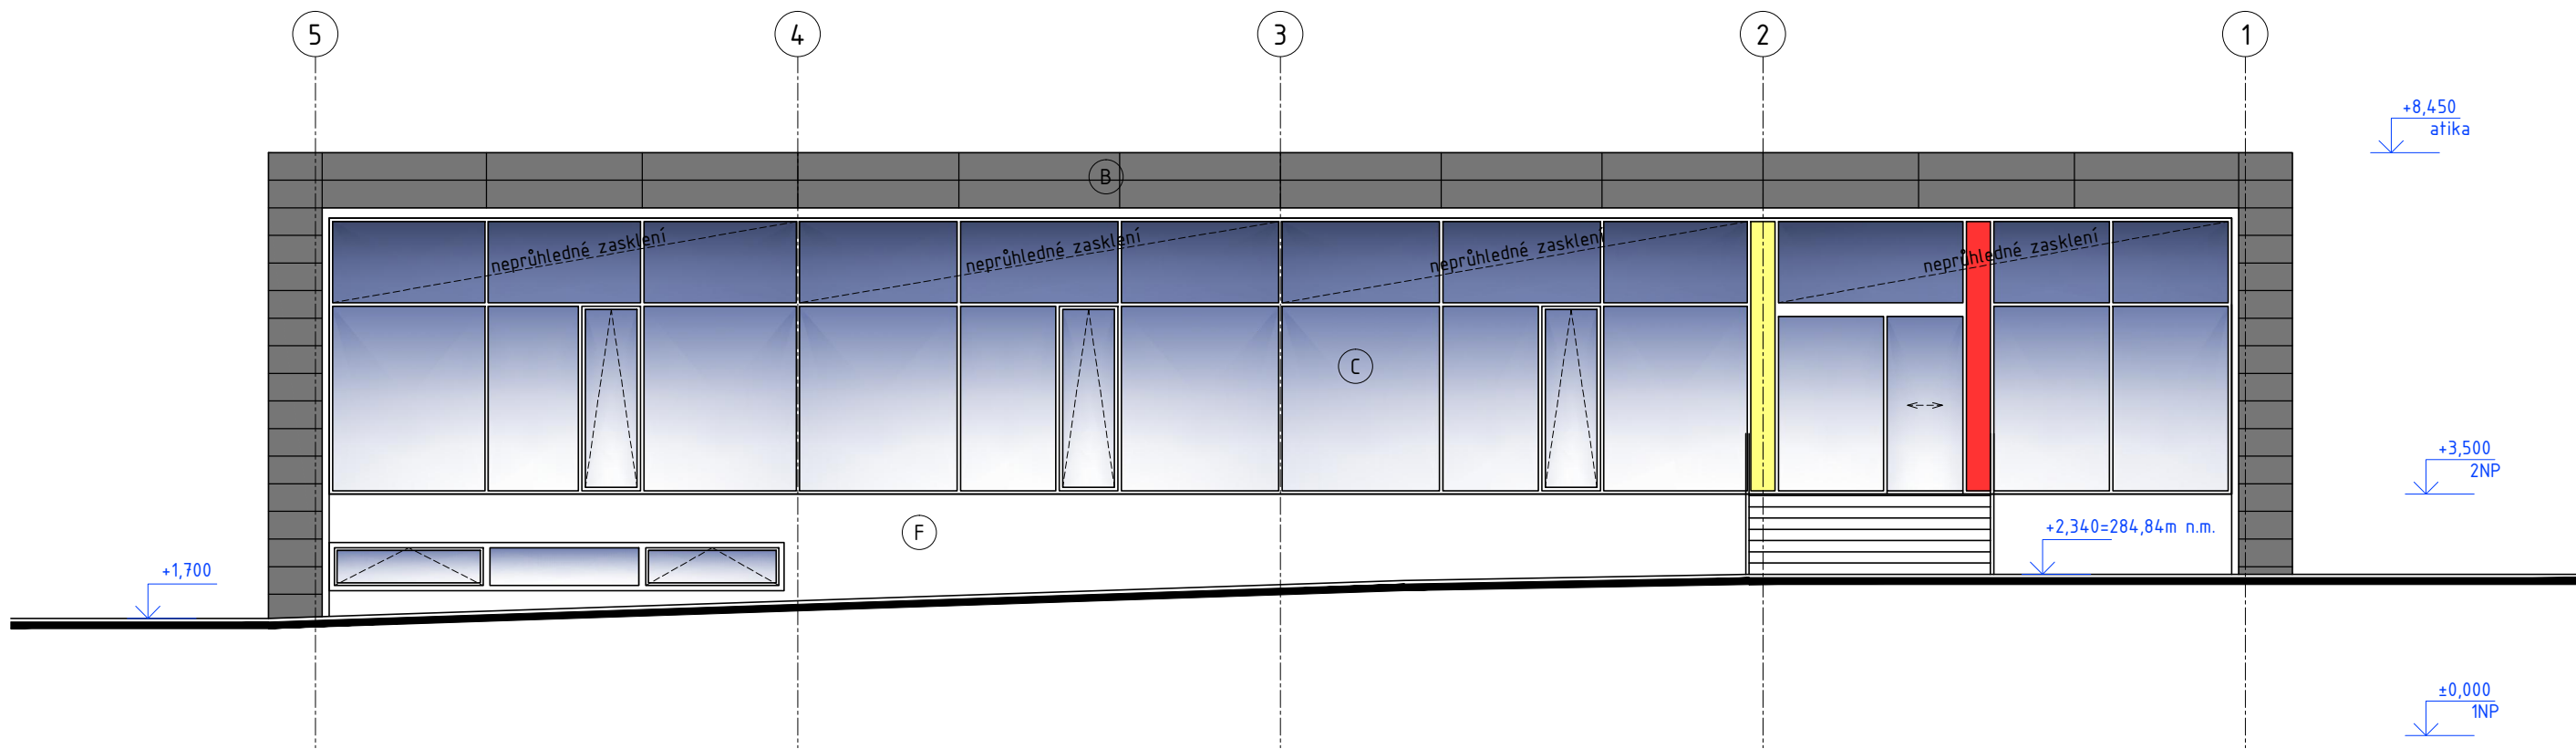 5
4
3
2
1
+8,450
atika
B
neprůhledné zasklení
neprůhledné zasklení
neprůhledné zasklení
neprůhledné zasklení
C
+3,500
2NP
F
+2,340=284,84m n.m.
+1,700
±0,000
1NP